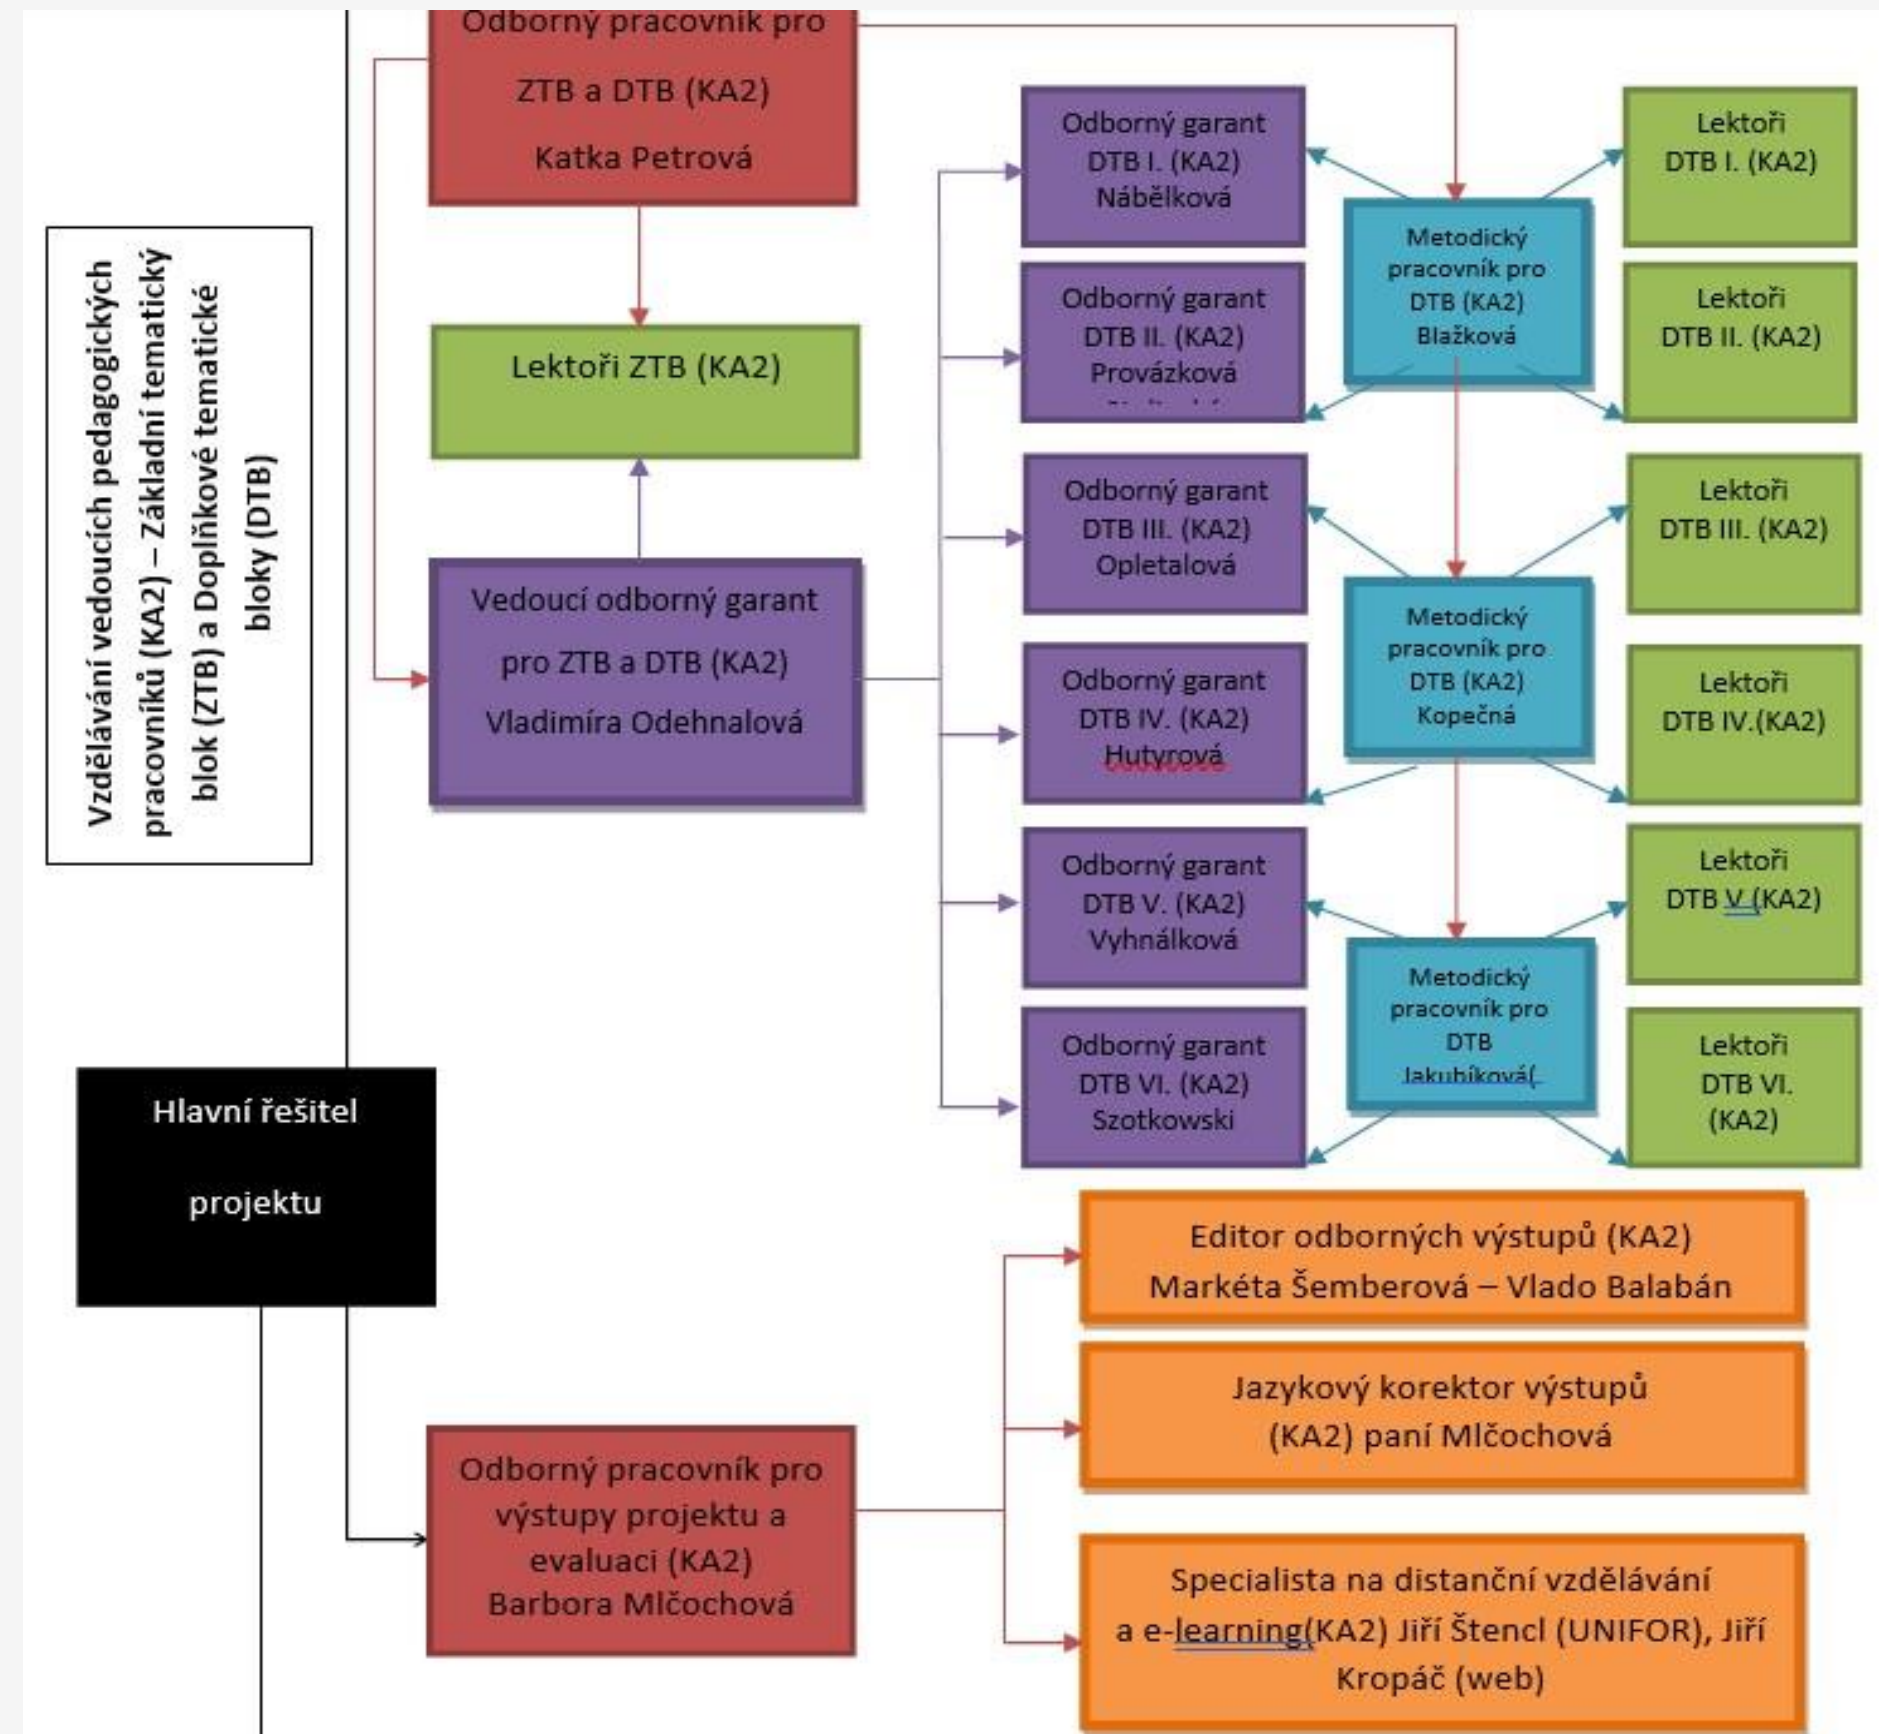 Odborný pracovník pro
ZTB a DTB (KA2)
Katka Petrová
Vzdělávání vedoucích pedagogických
pracovníků (KA2) – Základní tematický
blok (ZTB) a Doplňkové tematické
bloky (DTB)
Lektoři ZTB (KA2)
Vedoucí odborný garant
pro ZTB a DTB (KA2)
Vladimíra Odehnalová
Odborný garant
DTB I. (KA2)
Nábělková
Odborný garant
DTB II. (KA2)
Provázková
Odborný garant
DTB III. (KA2)
Opletalová
Odborný garant
DTB IV. (KA2)
Hutyrová
Odborný garant
DTB V. (KA2)
Vyhnálková
Odborný garant
DTB VI. (KA2)
Szotkowski
Metodický
pracovník pro
DTB (KA2)
Blažková
Metodický
pracovník pro
DTB (KA2)
Kopečná
Metodický
pracovník pro
DTB
Jakubíková(
Lektoři
DTB I. (KA2)
Lektoři
DTB II. (KA2)
Lektoři
DTB III. (KA2)
Lektoři
DTB IV.(KA2)
Lektoři
DTB V.(KA2)
Lektoři
DTB VI.
(KA2)
Hlavní řešitel
projektu
Odborný pracovník pro
výstupy projektu a
evaluaci (KA2)
Barbora Mlčochová
Editor odborných výstupů (KA2)
Markéta Šemberová – Vlado Balabán
Jazykový korektor výstupů
(KA2) paní Mlčochová
Specialista na distanční vzdělávání
a e-learning(KA2) Jiří Štencl (UNIFOR), Jiří
Kropáč (web)